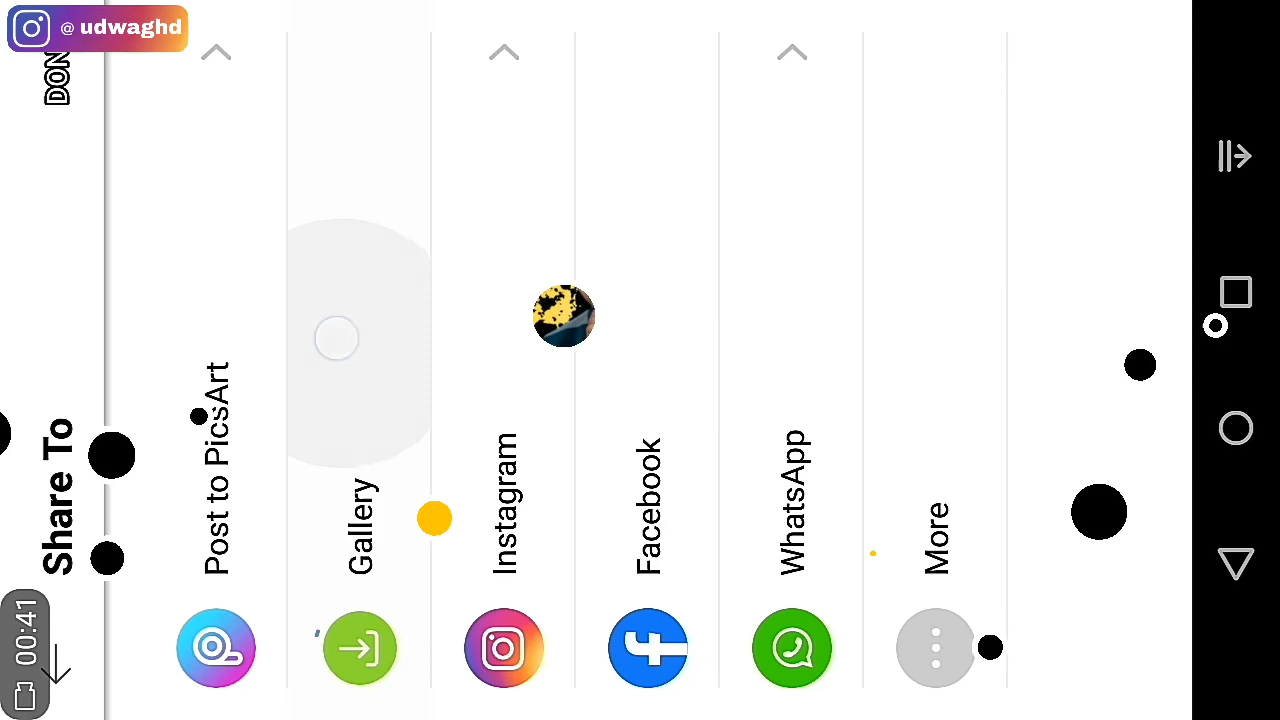 @ udwaghd
00:41
Share To
DON
Post to PicsArt
Gallery
Instagram
Facebook
WhatsApp
More